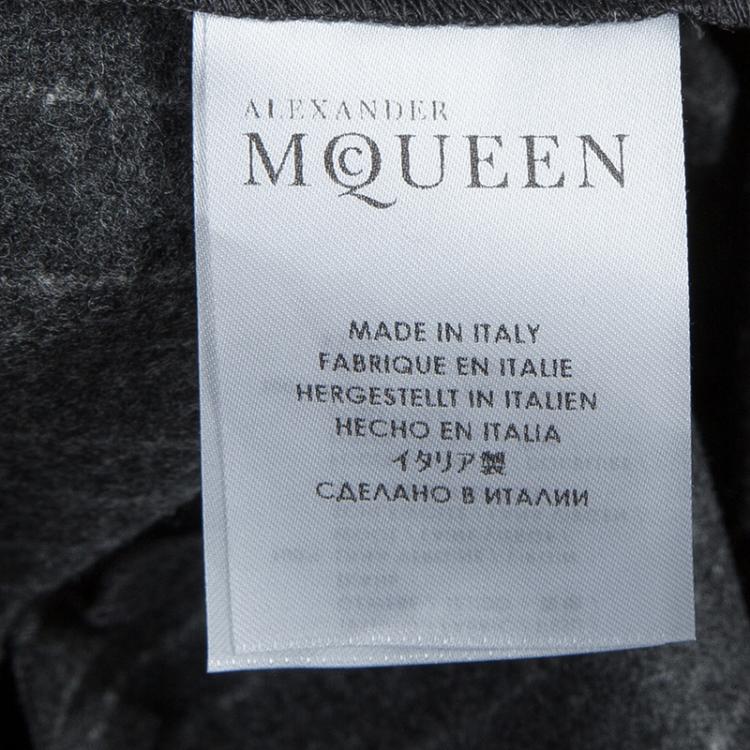 ALEXANDER
McQUEEN
MADE IN ITALY
FABRIQUE EN ITALIE
HERGESTELLT IN ITALIEN
HECHO EN ITALIA
イタリア製
СДЕЛАНО В ИТАЛИИ